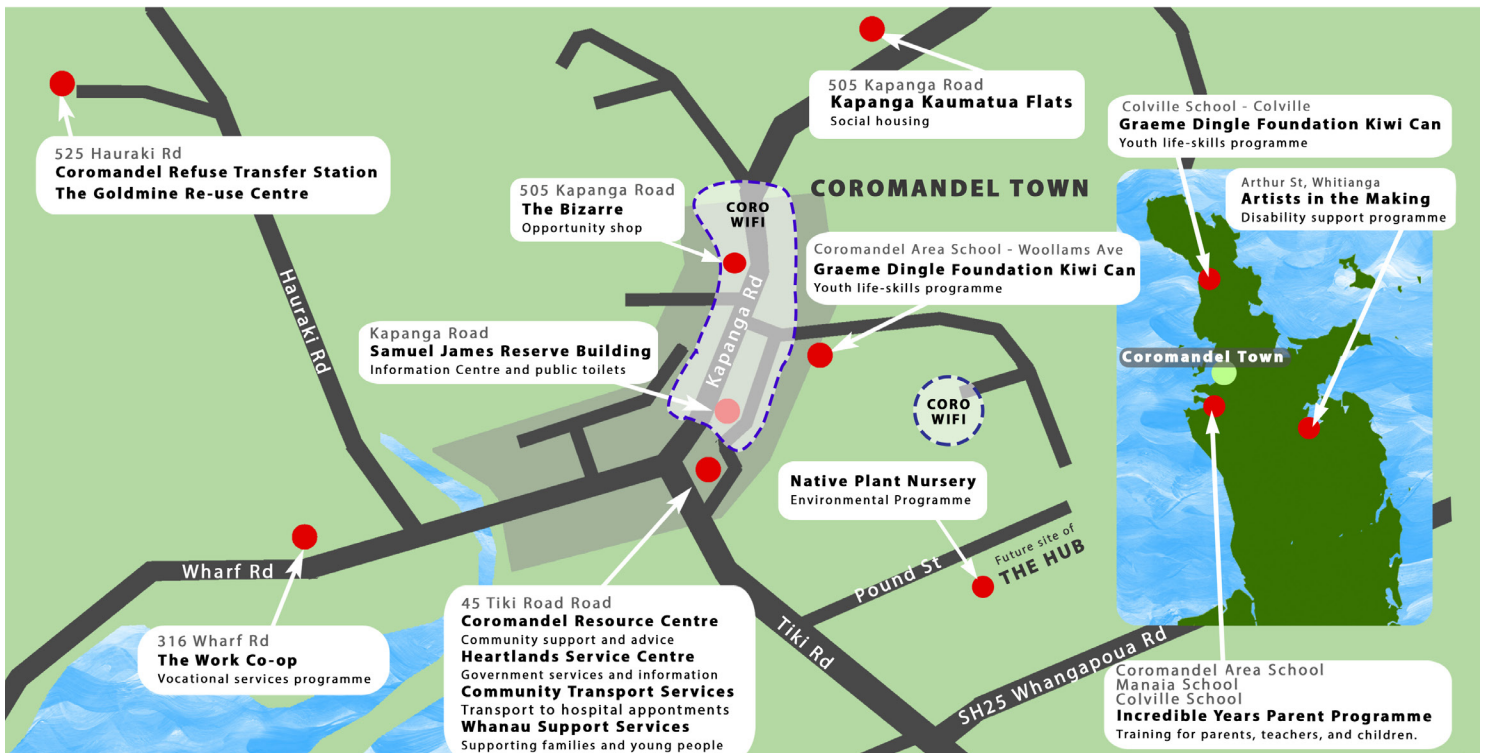 525 Hauraki Rd
Coromandel Refuse Transfer Station
The Goldmine Re-use Centre
505 Kapanga Road
Kapanga Kaumatua Flats
Social housing
Colville School - Colville
Graeme Dingle Foundation Kiwi Can
Youth life-skills programme
Arthur St, Whitianga
Artists in the Making
Disability support programme
505 Kapanga Road
The Bizarre
Opportunity shop
CORO
WIFI
COROMANDEL TOWN
Coromandel Area School - Woollams Ave
Graeme Dingle Foundation Kiwi Can
Youth life-skills programme
Hauraki Rd
Kapanga Rd
Kapanga Road
Samuel James Reserve Building
Information Centre and public toilets
Coromandel Town
CORO
WIFI
Native Plant Nursery
Environmental Programme
Future site of
THE HUB
Pound St
Wharf Rd
Tiki Rd
SH25 Whangapoua Rd
316 Wharf Rd
The Work Co-op
Vocational services programme
45 Tiki Road Road
Coromandel Resource Centre
Community support and advice
Heartlands Service Centre
Government services and information
Community Transport Services
Transport to hospital appontments
Whanau Support Services
Supporting families and young people
Coromandel Area School
Manaia School
Colville School
Incredible Years Parent Programme
Training for parents, teachers, and children.